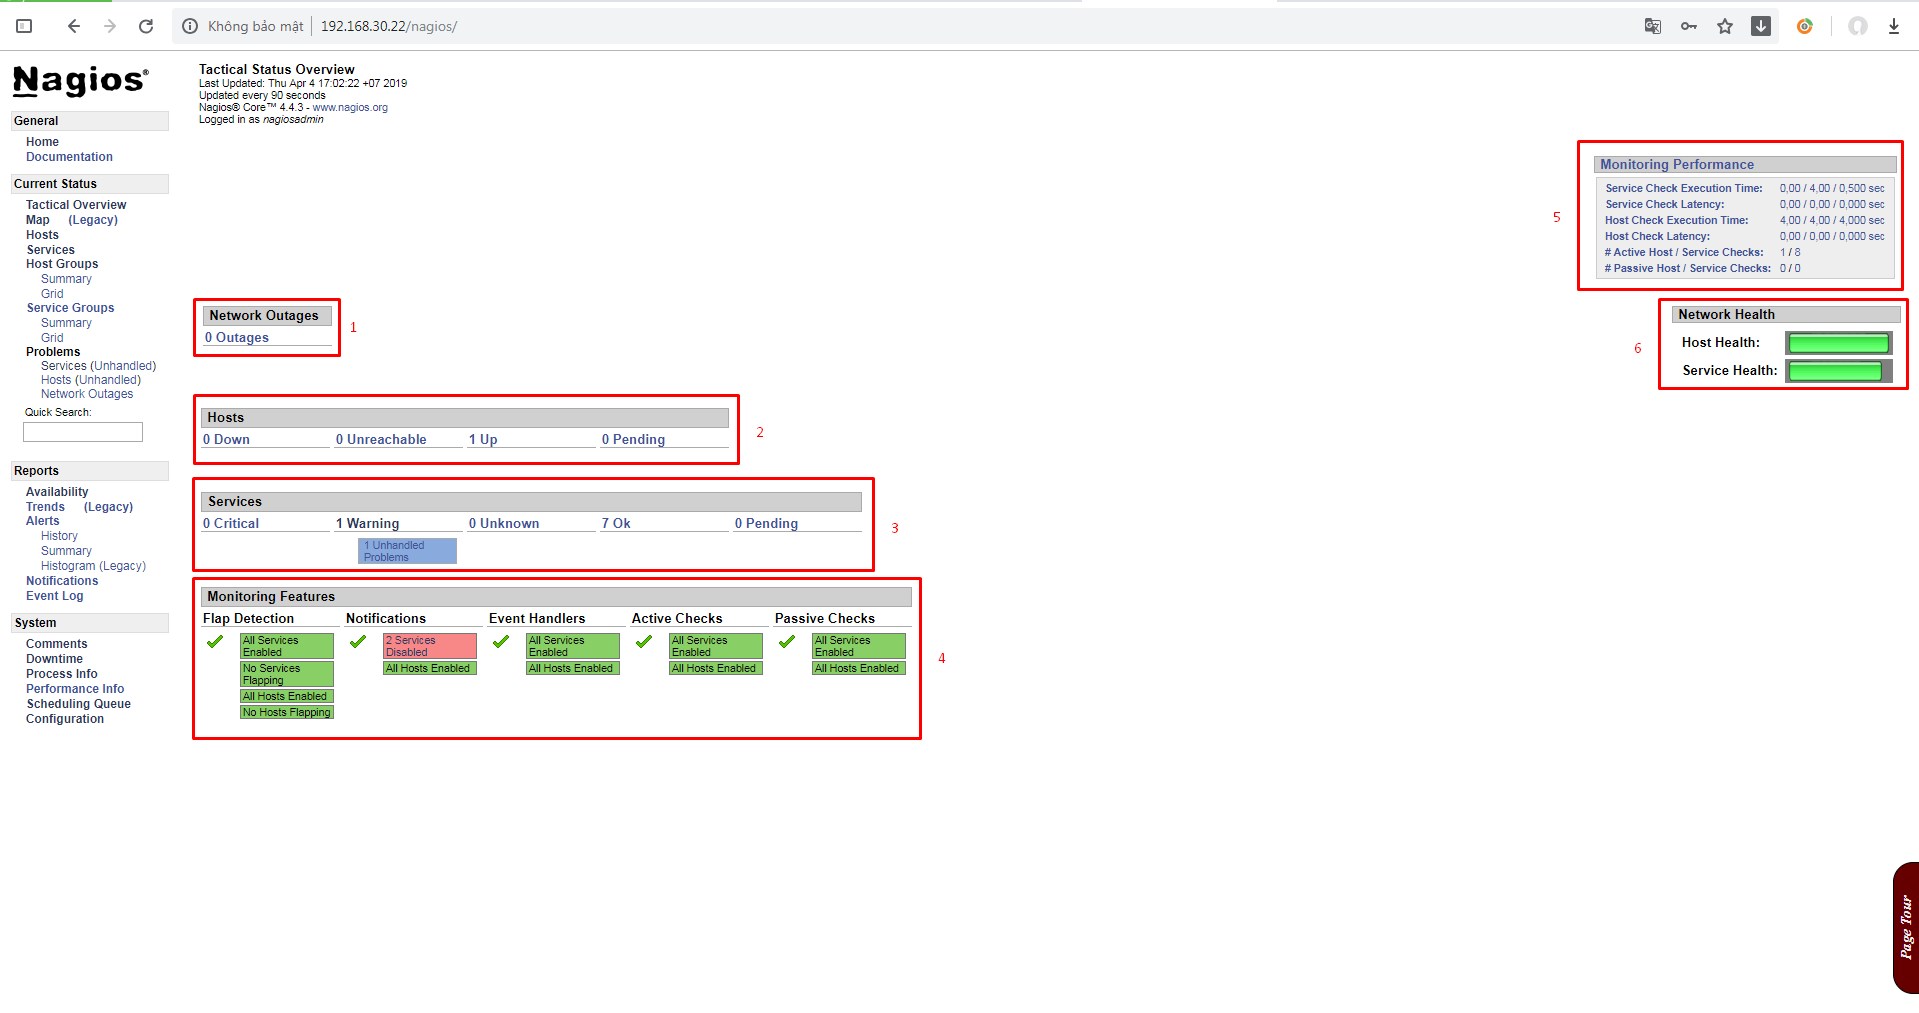 Không bảo mật 192.168.30.22/nagios/
Nagios®
General
Home
Documentation
Current Status
Tactical Overview
Map (Legacy)
Hosts
Services
Host Groups
Summary
Grid
Service Groups
Summary
Grid
Problems
Services (Unhandled)
Hosts (Unhandled)
Network Outages
Quick Search:
Reports
Availability
Trends (Legacy)
Alerts
History
Summary
Histogram (Legacy)
Notifications
Event Log
System
Comments
Downtime
Process Info
Performance Info
Scheduling Queue
Configuration
Tactical Status Overview
Last Updated: Thu Apr 4 17:02:22 +07 2019
Updated every 90 seconds
Nagios® Core™ 4.4.3 - www.nagios.org
Logged in as nagiosadmin
Monitoring Performance
Service Check Execution Time: 0,00 / 4,00 / 0,500 sec
Service Check Latency: 0,00 / 0,00 / 0,000 sec
Host Check Execution Time: 4,00 / 4,00 / 4,000 sec
Host Check Latency: 0,00 / 0,00 / 0,000 sec
# Active Host / Service Checks: 1 / 8
# Passive Host / Service Checks: 0 / 0
5
Network Outages
0 Outages
1
Network Health
Host Health:
Service Health:
6
Hosts
0 Down 0 Unreachable 1 Up 0 Pending
2
Services
0 Critical 1 Warning 0 Unknown 7 Ok 0 Pending
1 Unhandled
Problems
3
Monitoring Features
Flap Detection Notifications Event Handlers Active Checks Passive Checks
All Services
Enabled
No Services
Flapping
All Hosts Enabled
No Hosts Flapping
2 Services
Disabled
All Hosts Enabled
All Services
Enabled
All Hosts Enabled
All Services
Enabled
All Hosts Enabled
All Services
Enabled
All Hosts Enabled
4
Page Tour